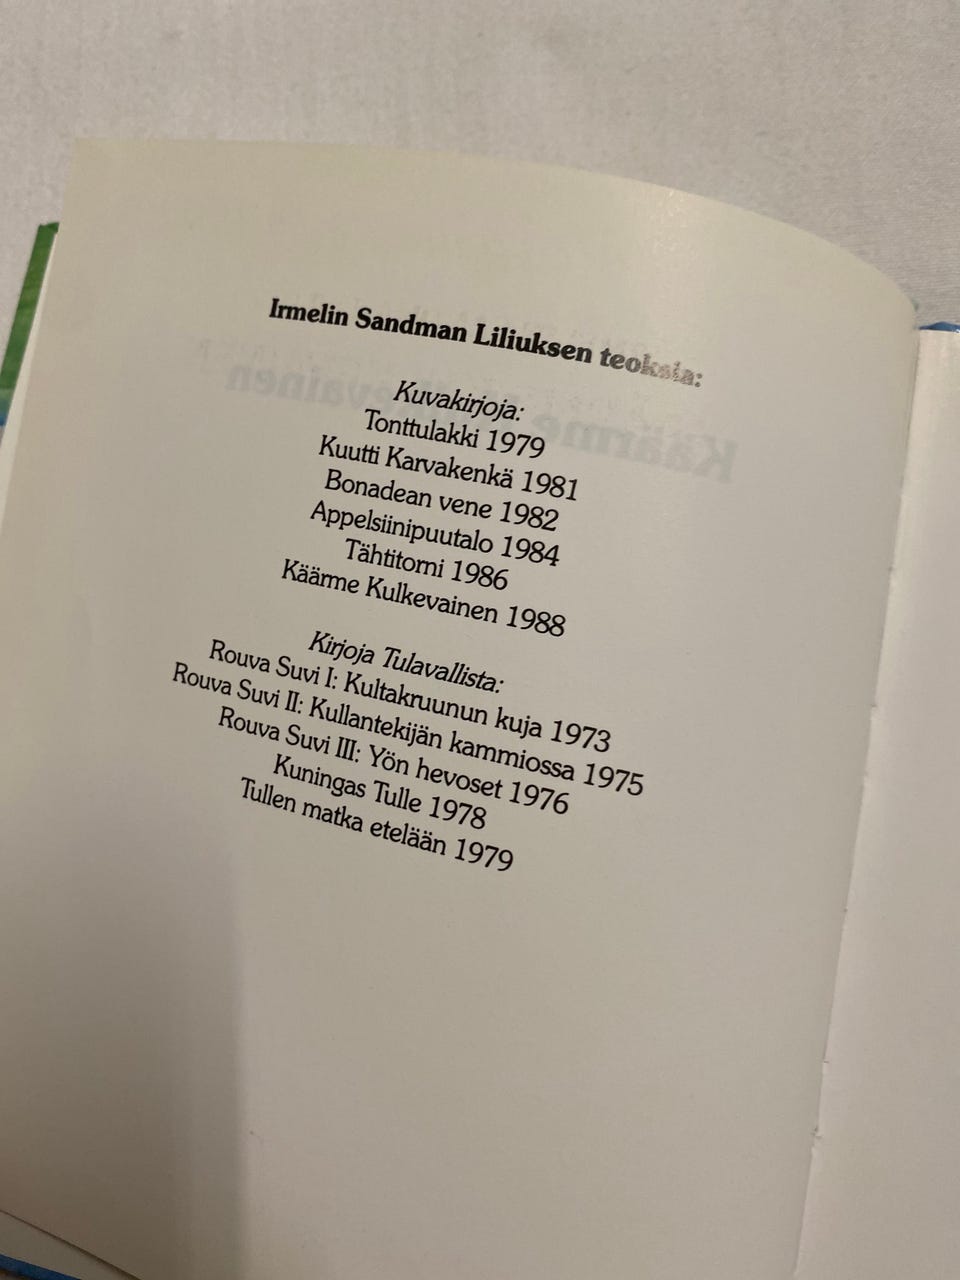 Irmelin Sandman Liliuksen teoksia:
Kuvakirjoja:
Tonttulakki 1979
Kuutti Karvakenkä 1981
Bonadean vene 1982
Appelsiinipuutalo 1984
Tähtitorni 1986
Käärme Kulkevainen 1988
Kirjoja Tulavallista:
Rouva Suvi I: Kultakruunun kuja 1973
Rouva Suvi II: Kullantekijän kammiossa 1975
Rouva Suvi III: Yön hevoset 1976
Kuningas Tulle 1978
Tullen matka etelään 1979